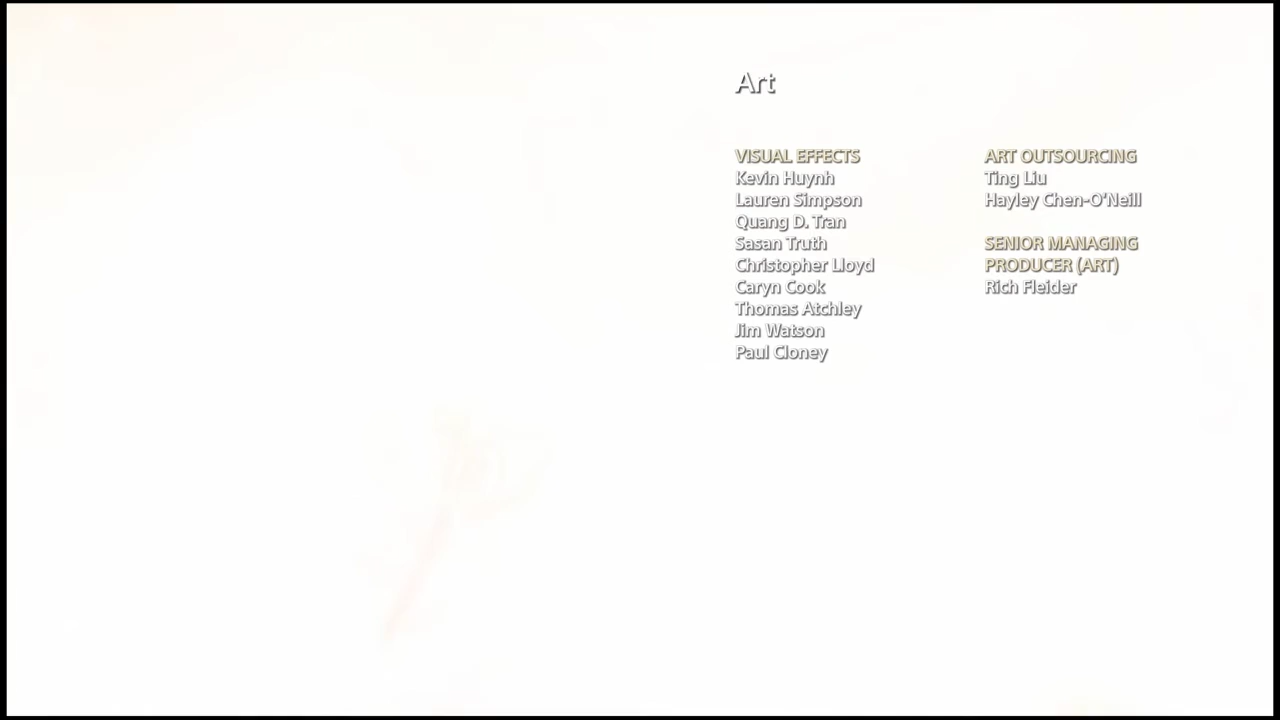 Art
VISUAL EFFECTS
Kevin Huynh
Lauren Simpson
Quang D. Tran
Sasan Truth
Christopher Lloyd
Caryn Cook
Thomas Atchley
Jim Watson
Paul Cloney
ART OUTSOURCING
Ting Liu
Hayley Chen-O'Neill
SENIOR MANAGING
PRODUCER (ART)
Rich Fleider